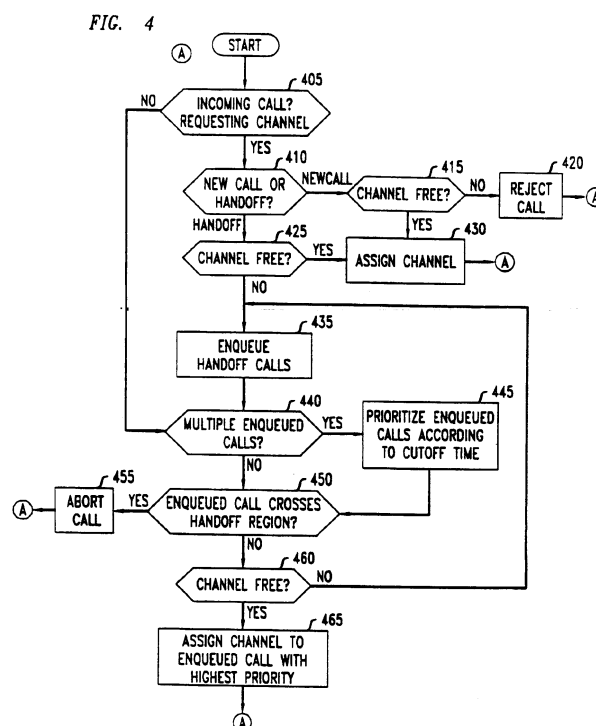 FIG. 4
A
START
405
NO
INCOMING CALL?
REQUESTING CHANNEL
YES
410
NEW CALL OR
HANDOFF?
NEWCALL
415
CHANNEL FREE?
NO
420
REJECT
CALL
A
HANDOFF
YES
425
CHANNEL FREE?
YES
430
ASSIGN CHANNEL
A
NO
435
ENQUEUE
HANDOFF CALLS
440
MULTIPLE ENQUEUED
CALLS?
YES
445
PRIORITIZE ENQUEUED
CALLS ACCORDING
TO CUTOFF TIME
NO
450
ENQUEUED CALL CROSSES
HANDOFF REGION?
YES
455
ABORT
CALL
A
NO
460
CHANNEL FREE?
NO
YES
465
ASSIGN CHANNEL TO
ENQUEUED CALL WITH
HIGHEST PRIORITY
A